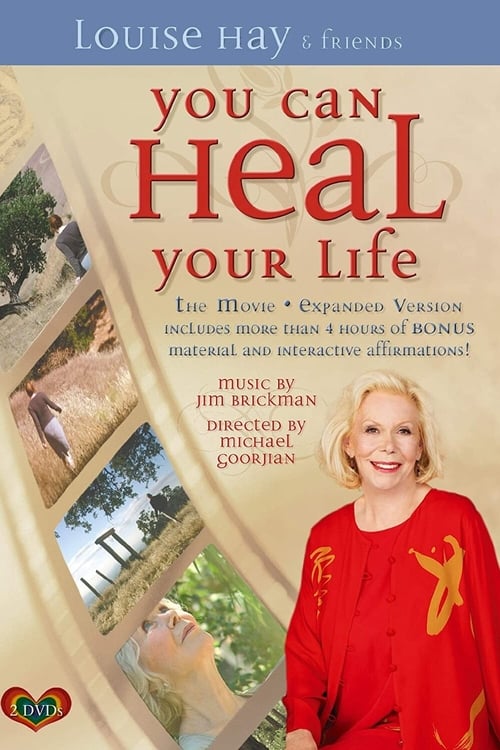 Louise Hay & friends
you can
Heal
your life
the movie • expanded version
includes more than 4 hours of bonus
material and interactive affirmations!
music by
Jim Brickman
directed by
Michael
Goorjian
2 DVDs